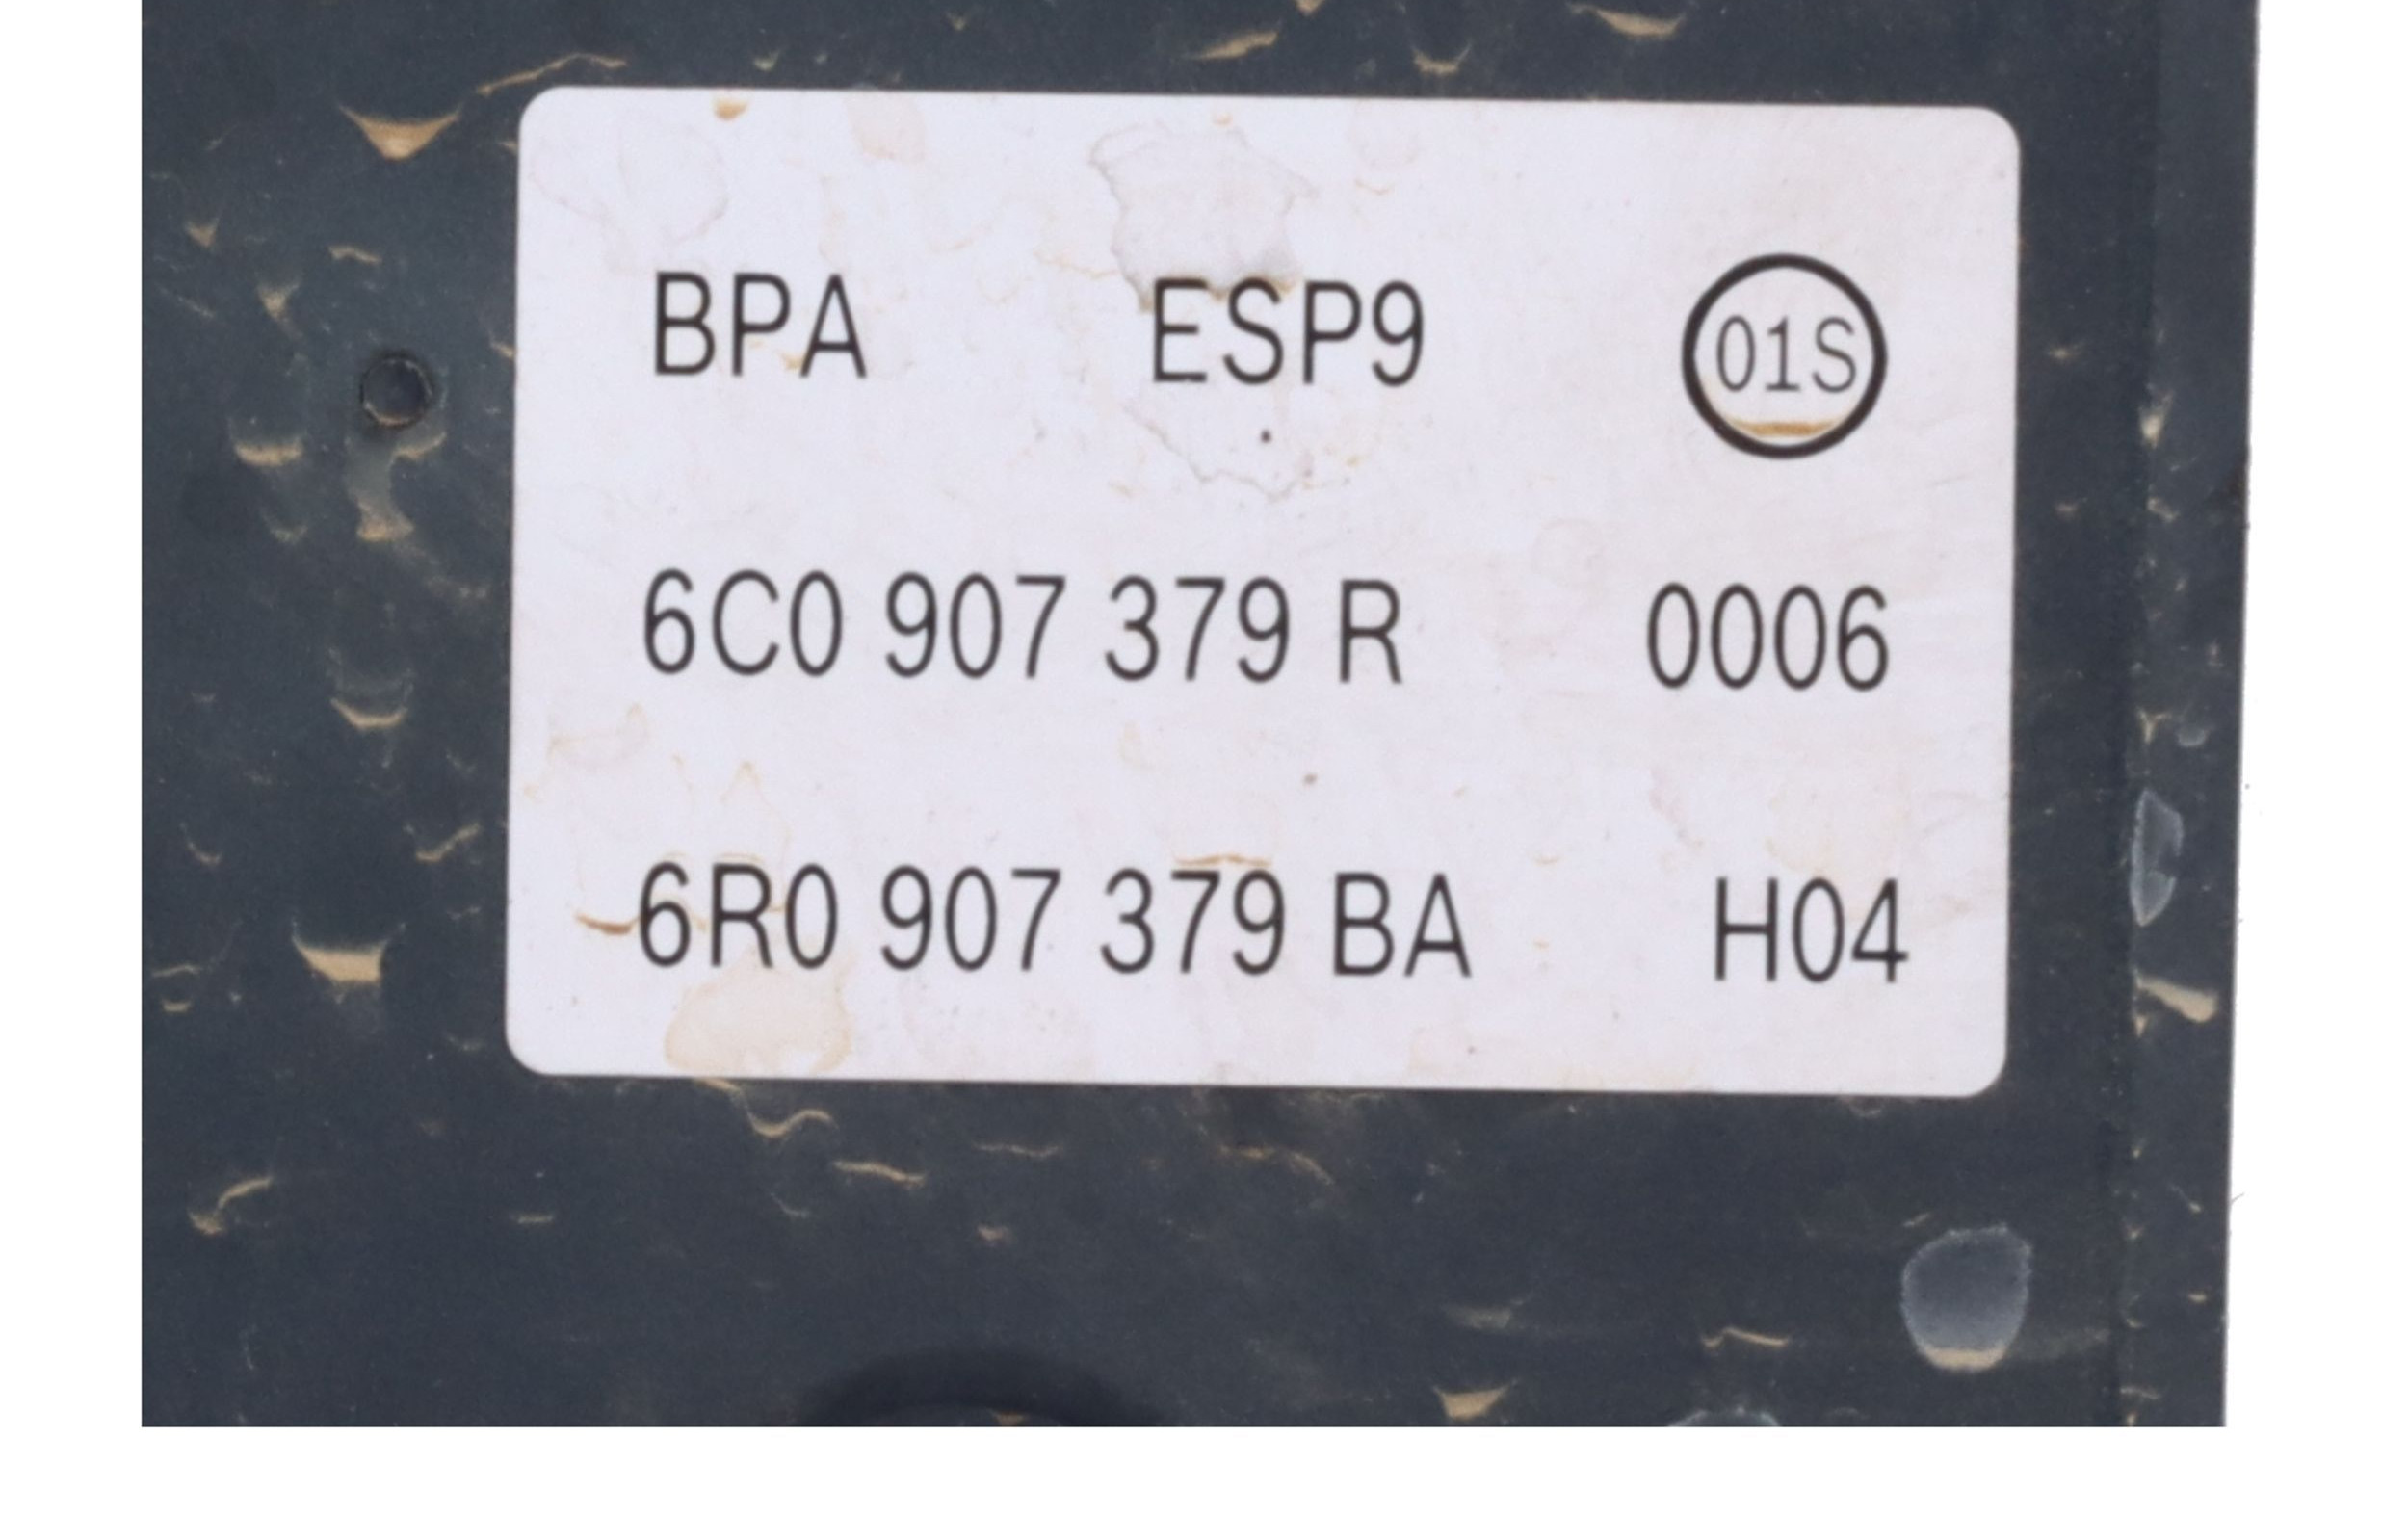 BPA ESP9 01S
6C0 907 379 R 0006
6R0 907 379 BA H04